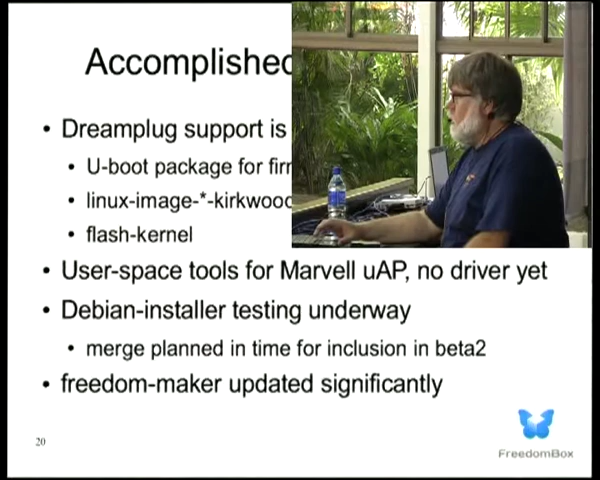 Accomplished
• Dreamplug support is
• U-boot package for firm
• linux-image-*-kirkwood
• flash-kernel
• User-space tools for Marvell uAP, no driver yet
• Debian-installer testing underway
• merge planned in time for inclusion in beta2
• freedom-maker updated significantly
20
FreedomBox